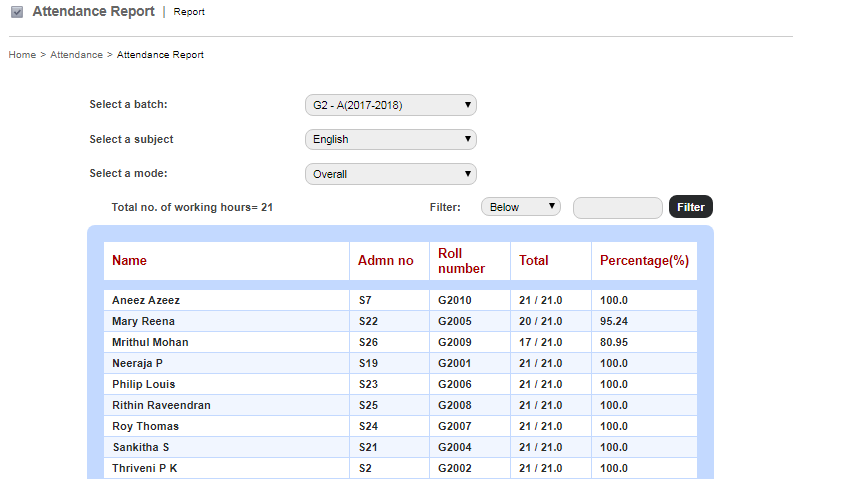 Attendance Report | Report
Home > Attendance > Attendance Report
Select a batch: G2 - A(2017-2018)
Select a subject English
Select a mode: Overall
Total no. of working hours= 21 Filter: Below Filter
Name Admn no Roll number Total Percentage(%)
Aneez Azeez S7 G2010 21 / 21.0 100.0
Mary Reena S22 G2005 20 / 21.0 95.24
Mrithul Mohan S26 G2009 17 / 21.0 80.95
Neeraja P S19 G2001 21 / 21.0 100.0
Philip Louis S23 G2006 21 / 21.0 100.0
Rithin Raveendran S25 G2008 21 / 21.0 100.0
Roy Thomas S24 G2007 21 / 21.0 100.0
Sankitha S S21 G2004 21 / 21.0 100.0
Thriveni P K S2 G2002 21 / 21.0 100.0